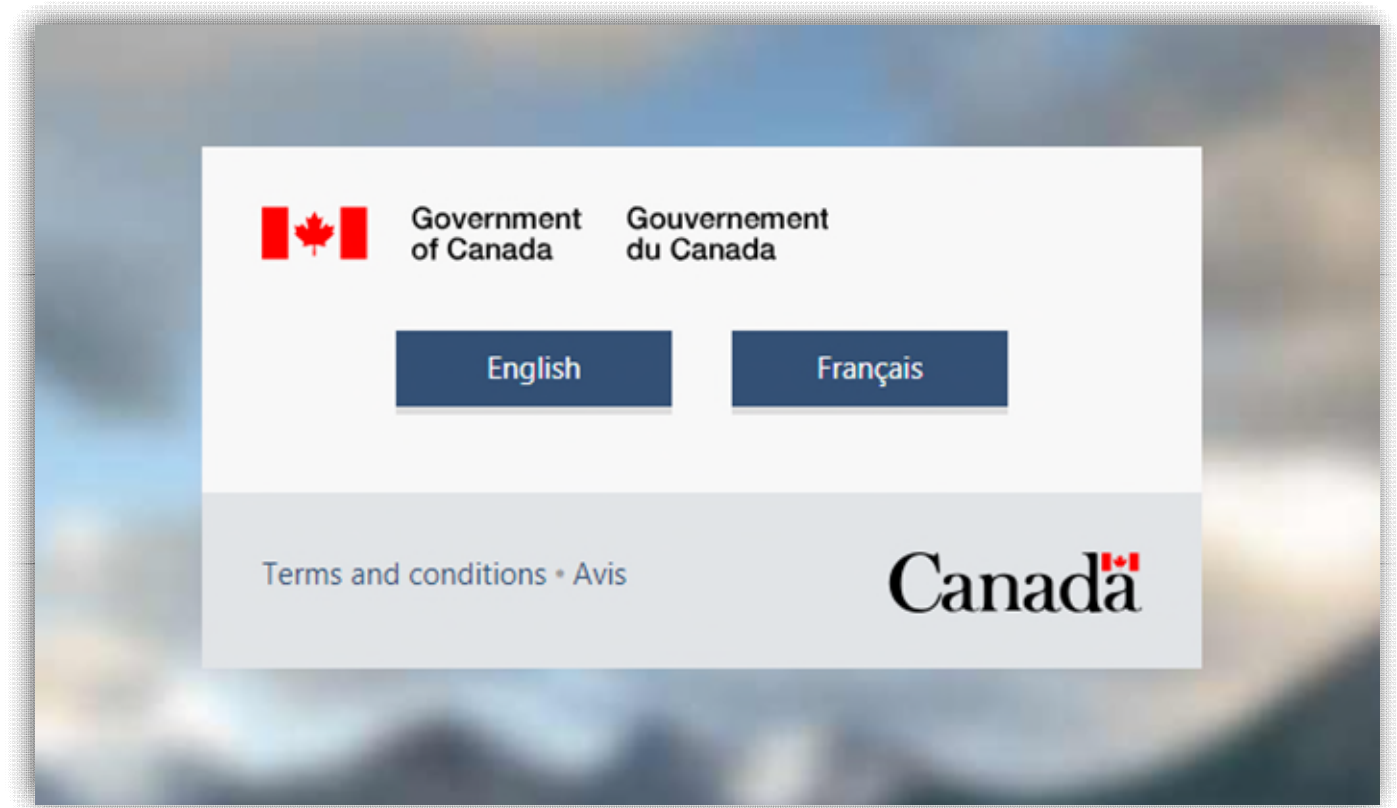 Government
of Canada
Gouvernement
du Canada
English
Français
Terms and conditions • Avis
Canada